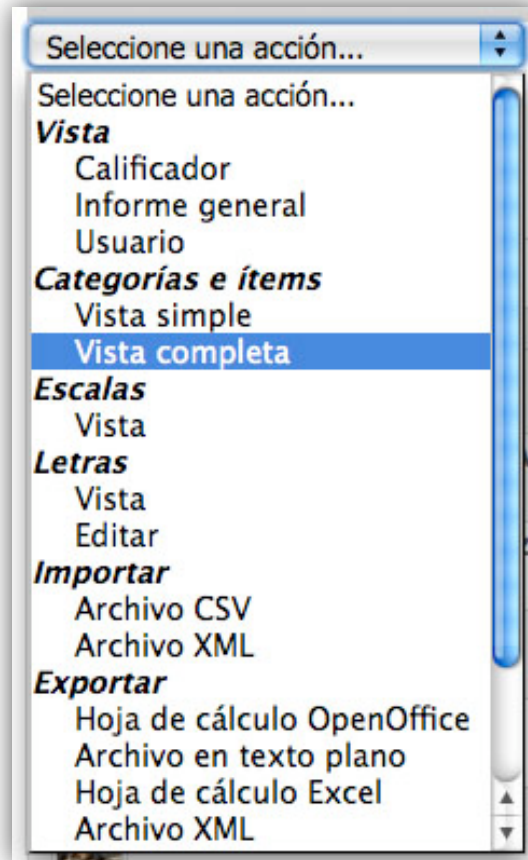 Seleccione una acción...
Seleccione una acción...
Vista
Calificador
Informe general
Usuario
Categorías e ítems
Vista simple
Vista completa
Escalas
Vista
Letras
Vista
Editar
Importar
Archivo CSV
Archivo XML
Exportar
Hoja de cálculo OpenOffice
Archivo en texto plano
Hoja de cálculo Excel
Archivo XML